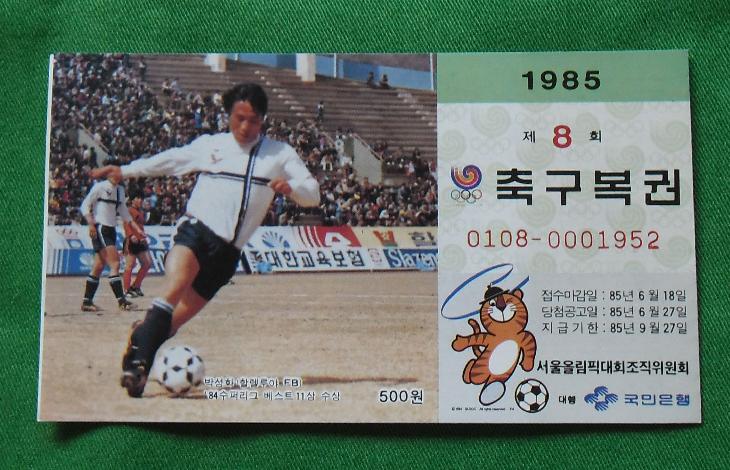 1985
제 8 회
축구복권
0108-0001952
접수마감일 : 85년 6월 18일
당첨공고일 : 85년 6월 27일
지급기한 : 85년 9월 27일
서울올림픽대회조직위원회
대행 국민은행
대한교육보험
박성화(할렐루야 FB)
'84수퍼리그 베스트11상 수상
500원